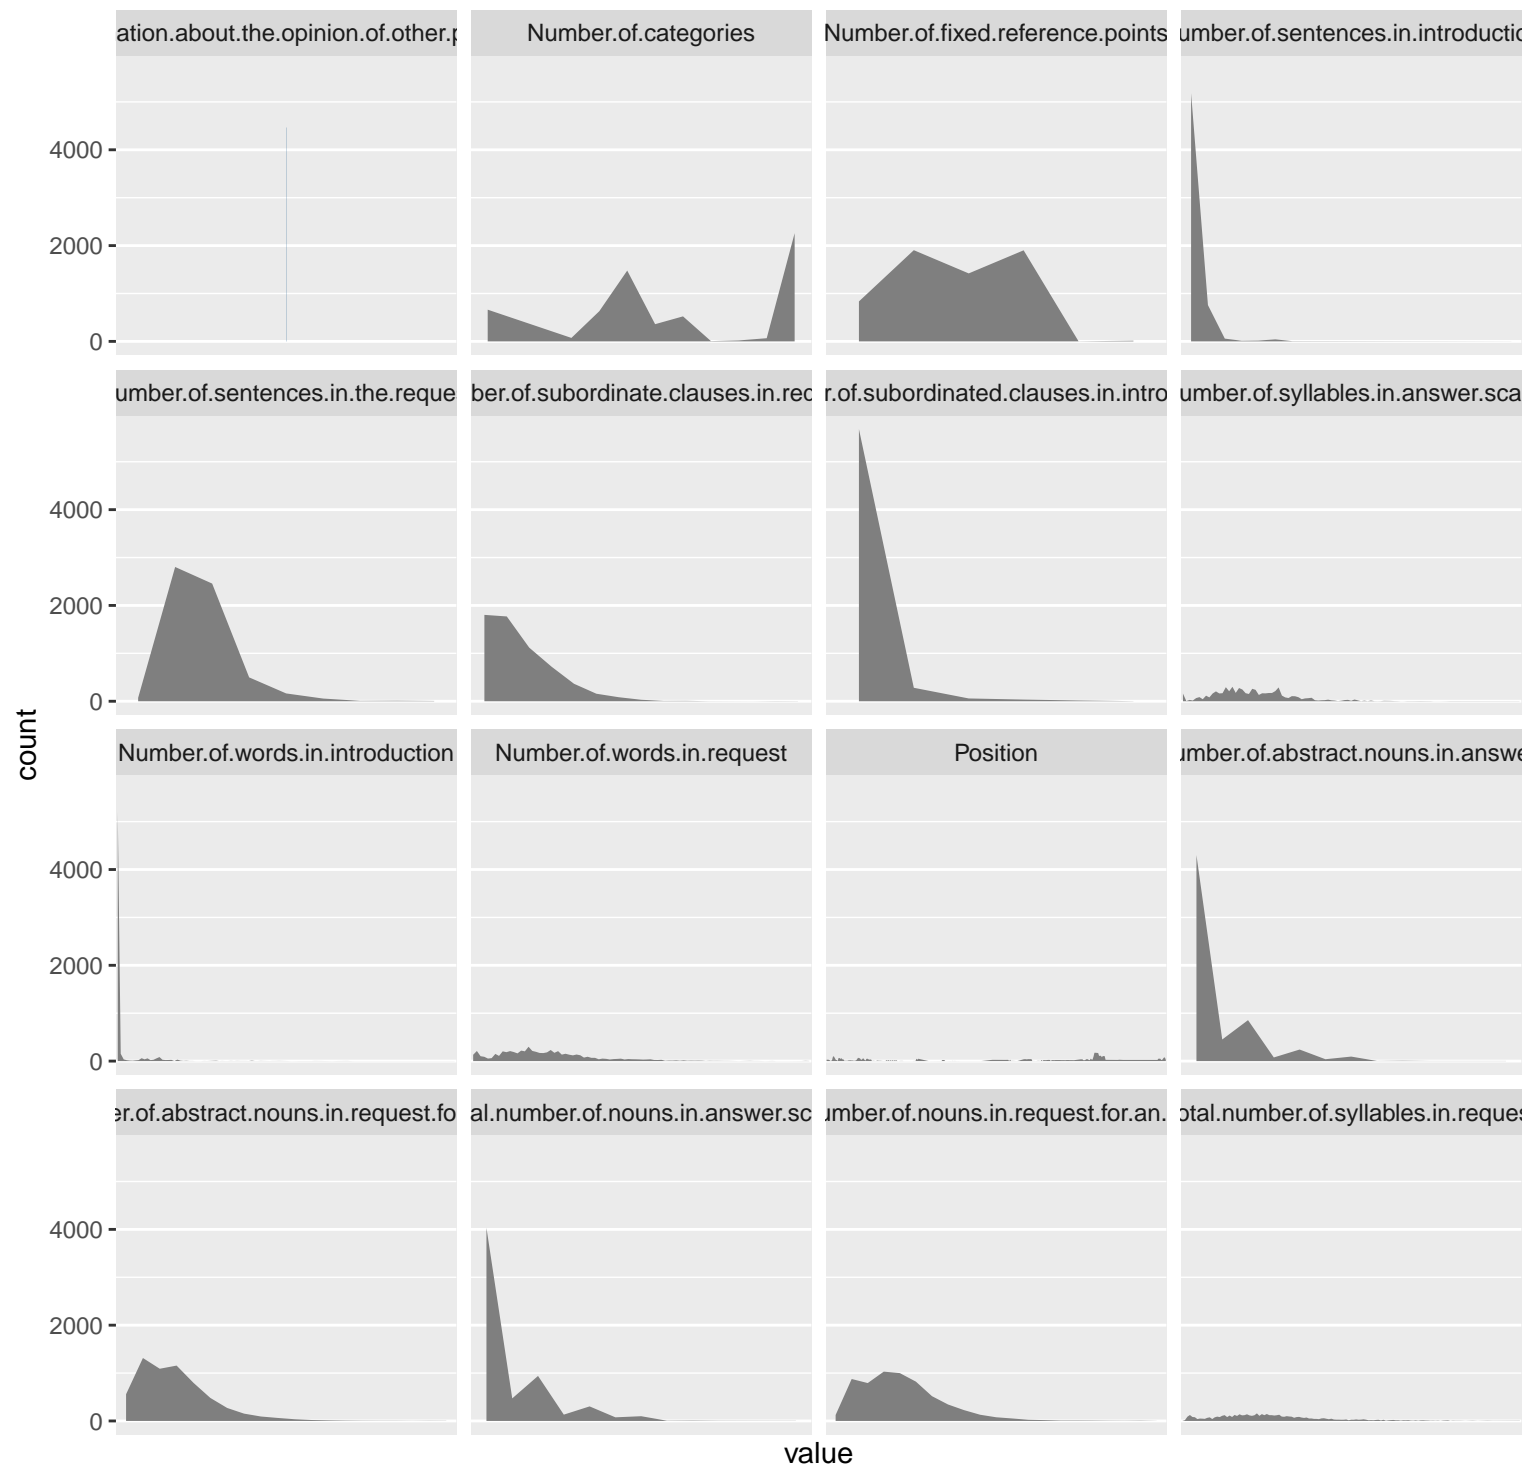 ation.about.the.opinion.of.other.p
Number.of.categories
Number.of.fixed.reference.points
umber.of.sentences.in.introductio
4000
2000
0
umber.of.sentences.in.the.reque
ber.of.subordinate.clauses.in.rec
r.of.subordinated.clauses.in.intro
umber.of.syllables.in.answer.sca
4000
2000
0
count
Number.of.words.in.introduction
Number.of.words.in.request
Position
umber.of.abstract.nouns.in.answe
4000
2000
0
er.of.abstract.nouns.in.request.fo
al.number.of.nouns.in.answer.sc
umber.of.nouns.in.request.for.an.
otal.number.of.syllables.in.reques
4000
2000
0
value